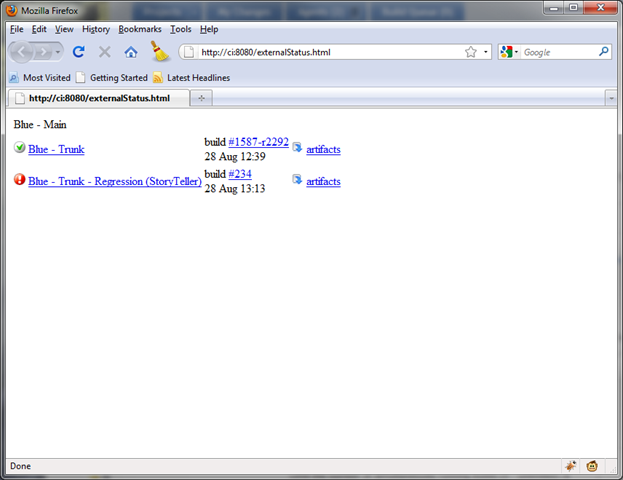 Mozilla Firefox
File Edit View History Bookmarks Tools Help
http://ci:8080/externalStatus.html
Google
Most Visited Getting Started Latest Headlines
http://ci:8080/externalStatus.html
Blue - Main
Blue - Trunk build #1587-r2292 artifacts
28 Aug 12:39
Blue - Trunk - Regression (StoryTeller) build #234 artifacts
28 Aug 13:13
Done